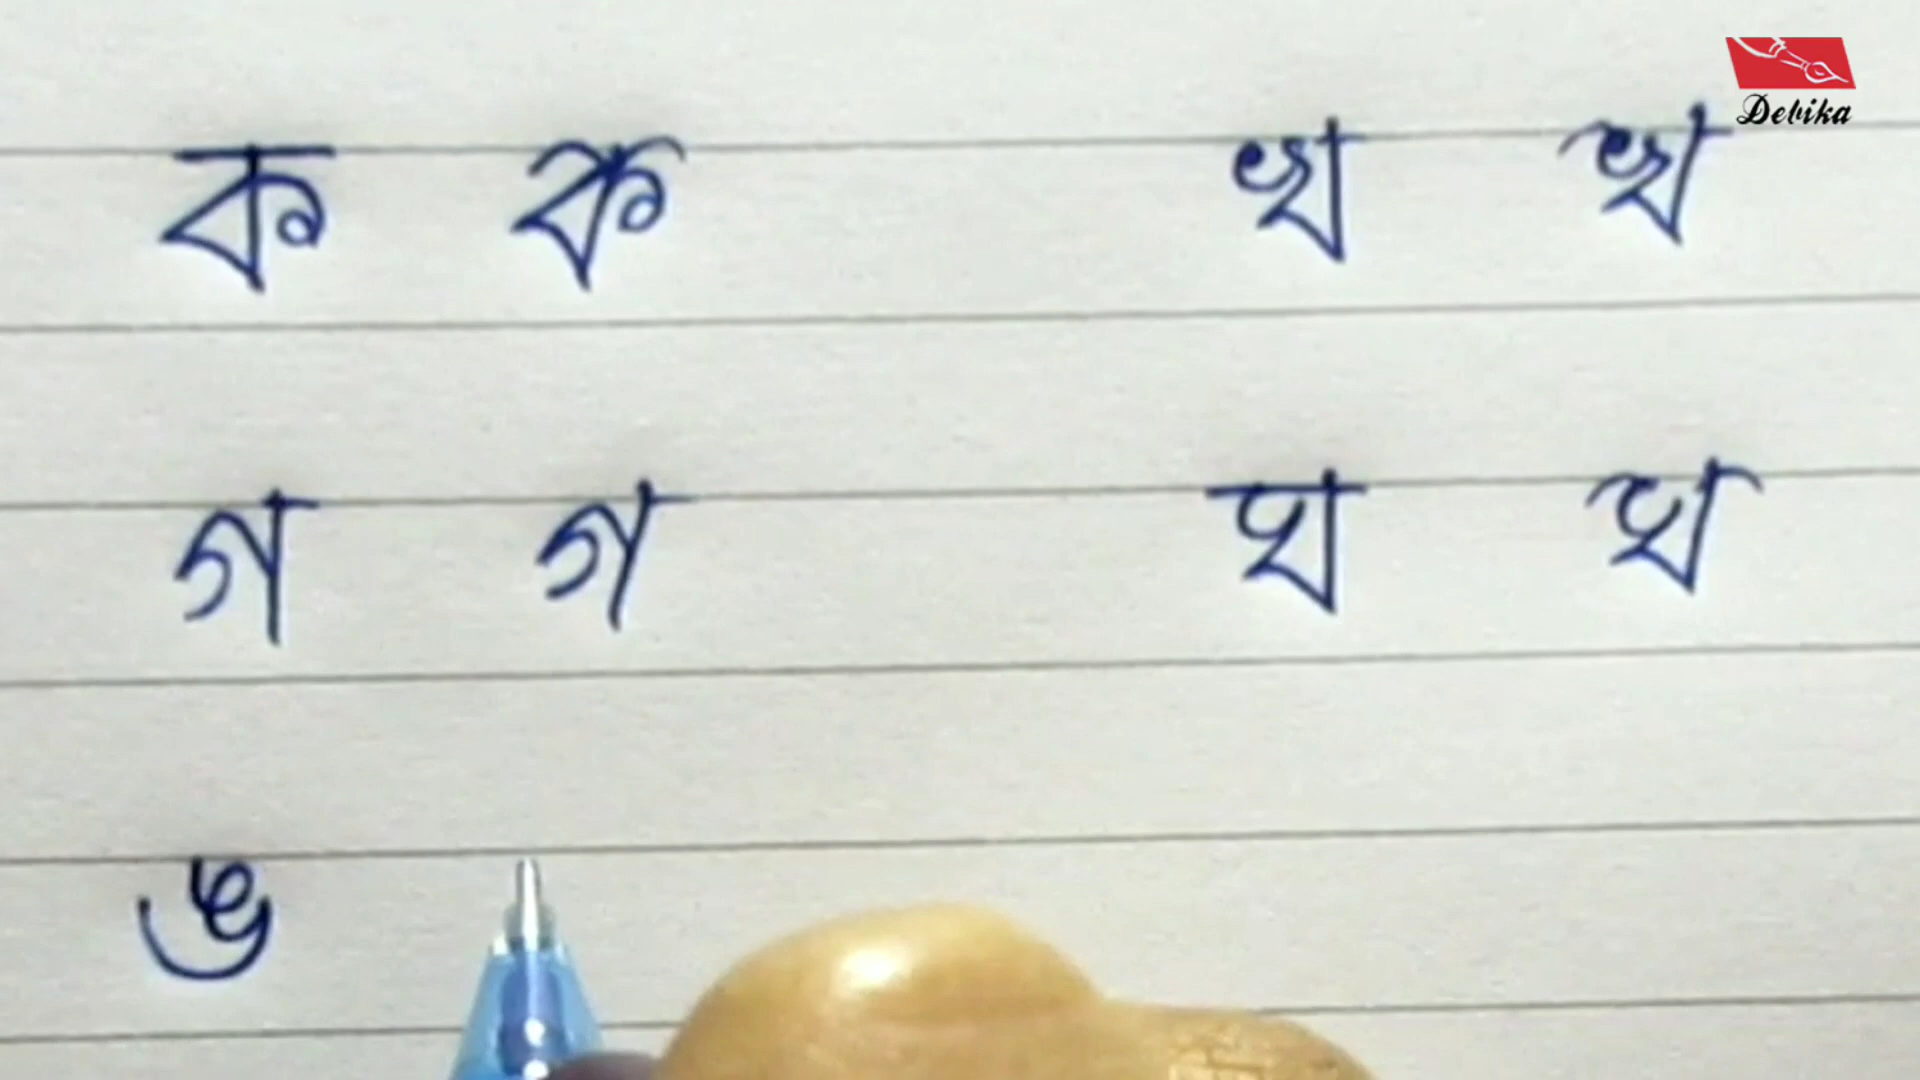 Debika
ক ক খ খ
গ গ ঘ ঘ
ঙ